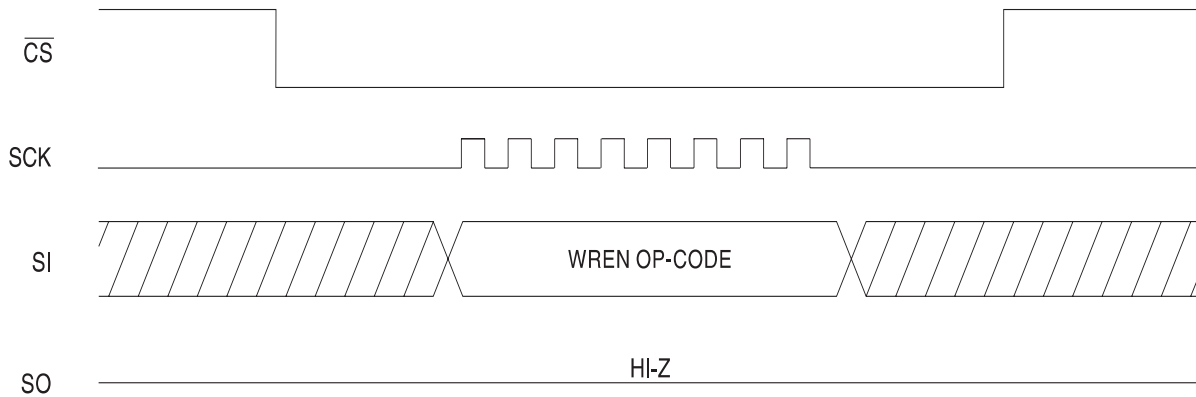 CS
SCK
SI
WREN OP-CODE
HI-Z
SO